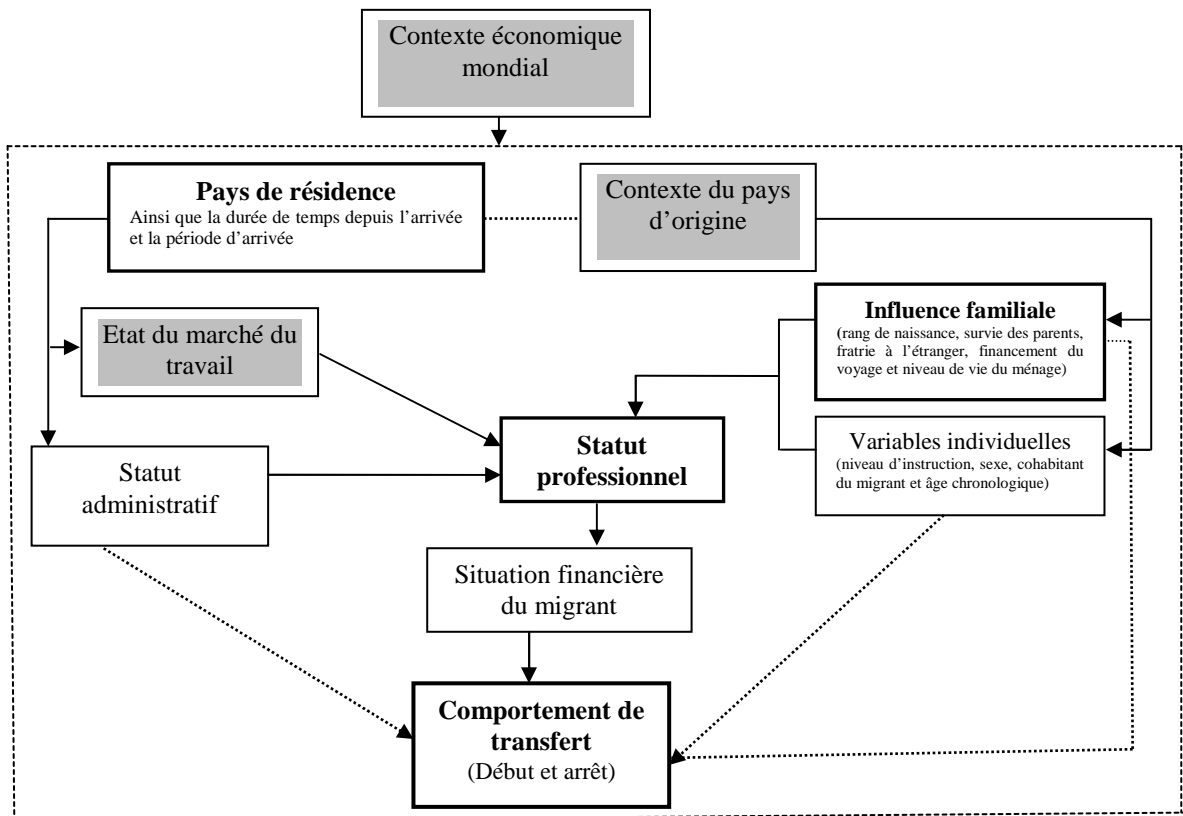 Contexte économique
mondial
Pays de résidence
Ainsi que la durée de temps depuis l’arrivée
et la période d’arrivée
Contexte du pays
d’origine
Influence familiale
(rang de naissance, survie des parents,
fratrie à l’étranger, financement du
voyage et niveau de vie du ménage)
Etat du marché du
travail
Statut
professionnel
Variables individuelles
(niveau d’instruction, sexe, cohabitant
du migrant et âge chronologique)
Statut
administratif
Situation financière
du migrant
Comportement de
transfert
(Début et arrêt)